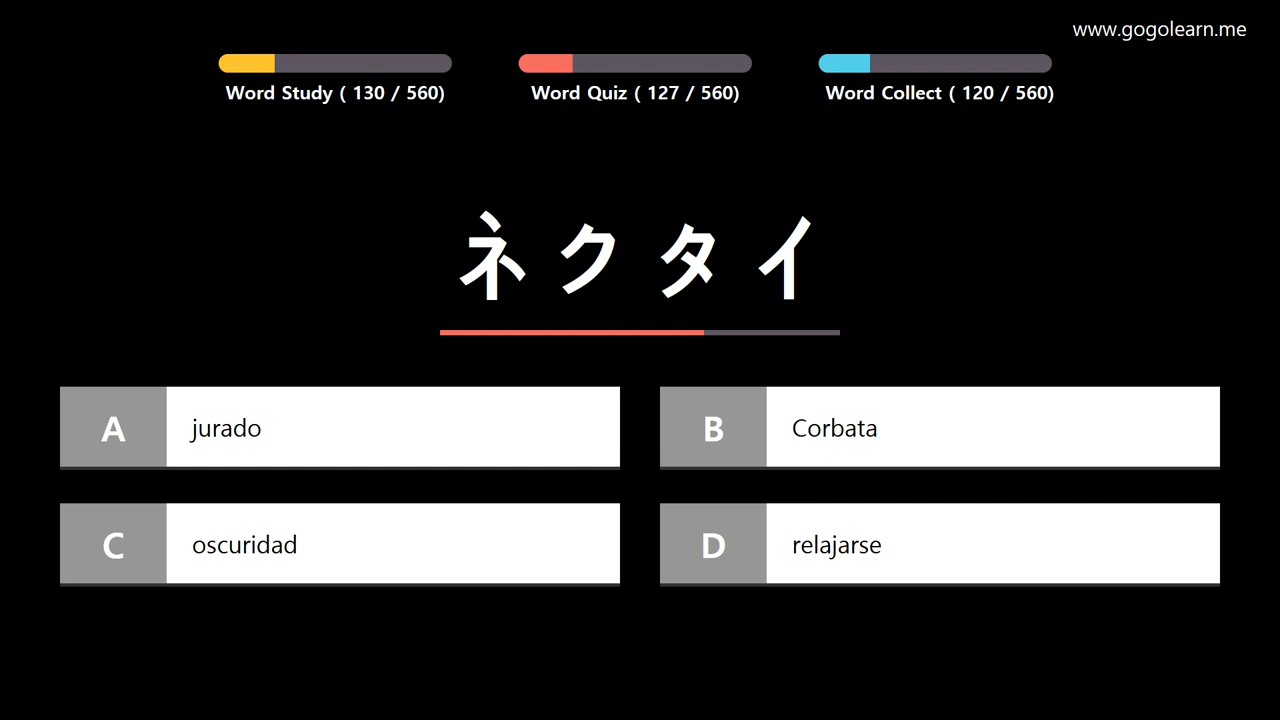 www.gogolearn.me
Word Study ( 130 / 560)
Word Quiz ( 127 / 560)
Word Collect ( 120 / 560)
ネクタイ
A jurado
B Corbata
C oscuridad
D relajarse